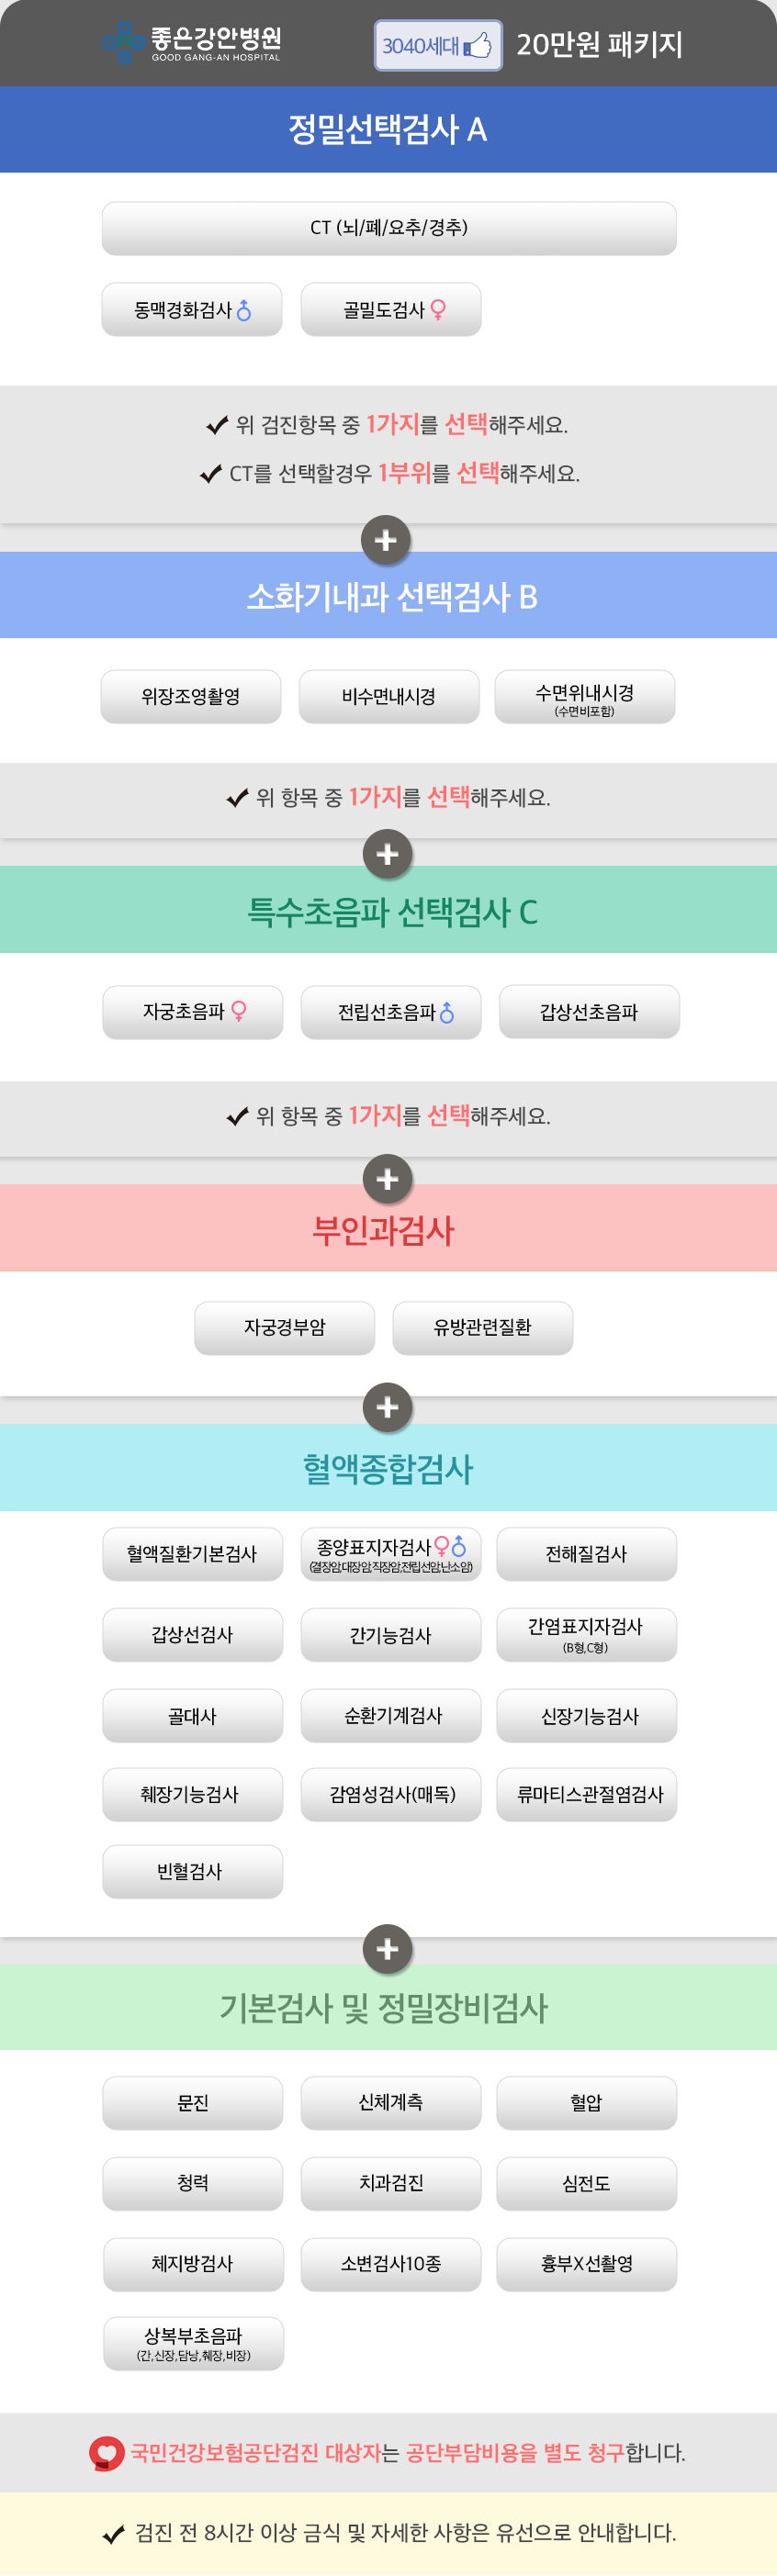 좋은강안병원
GOOD GANG-AN HOSPITAL
3040세대
20만원 패키지
정밀선택검사 A
CT (뇌/폐/요추/경추)
동맥경화검사
골밀도검사
위 검진항목 중 1가지를 선택해주세요.
CT를 선택할경우 1부위를 선택해주세요.
소화기내과 선택검사 B
위장조영촬영
비수면내시경
수면위내시경
(수면비포함)
위 항목 중 1가지를 선택해주세요.
특수초음파 선택검사 C
자궁초음파
전립선초음파
갑상선초음파
위 항목 중 1가지를 선택해주세요.
부인과검사
자궁경부암
유방관련질환
혈액종합검사
혈액질환기본검사
종양표지자검사
(결장암,대장암,직장암,전립선암,난소암)
전해질검사
갑상선검사
간기능검사
간염표지자검사
(B형,C형)
골대사
순환기계검사
신장기능검사
췌장기능검사
감염성검사(매독)
류마티스관절염검사
빈혈검사
기본검사 및 정밀장비검사
문진
신체계측
혈압
청력
치과검진
심전도
체지방검사
소변검사10종
흉부X선촬영
상복부초음파
(간,신장,담낭,췌장,비장)
국민건강보험공단검진 대상자는 공단부담비용을 별도 청구합니다.
검진 전 8시간 이상 금식 및 자세한 사항은 유선으로 안내합니다.